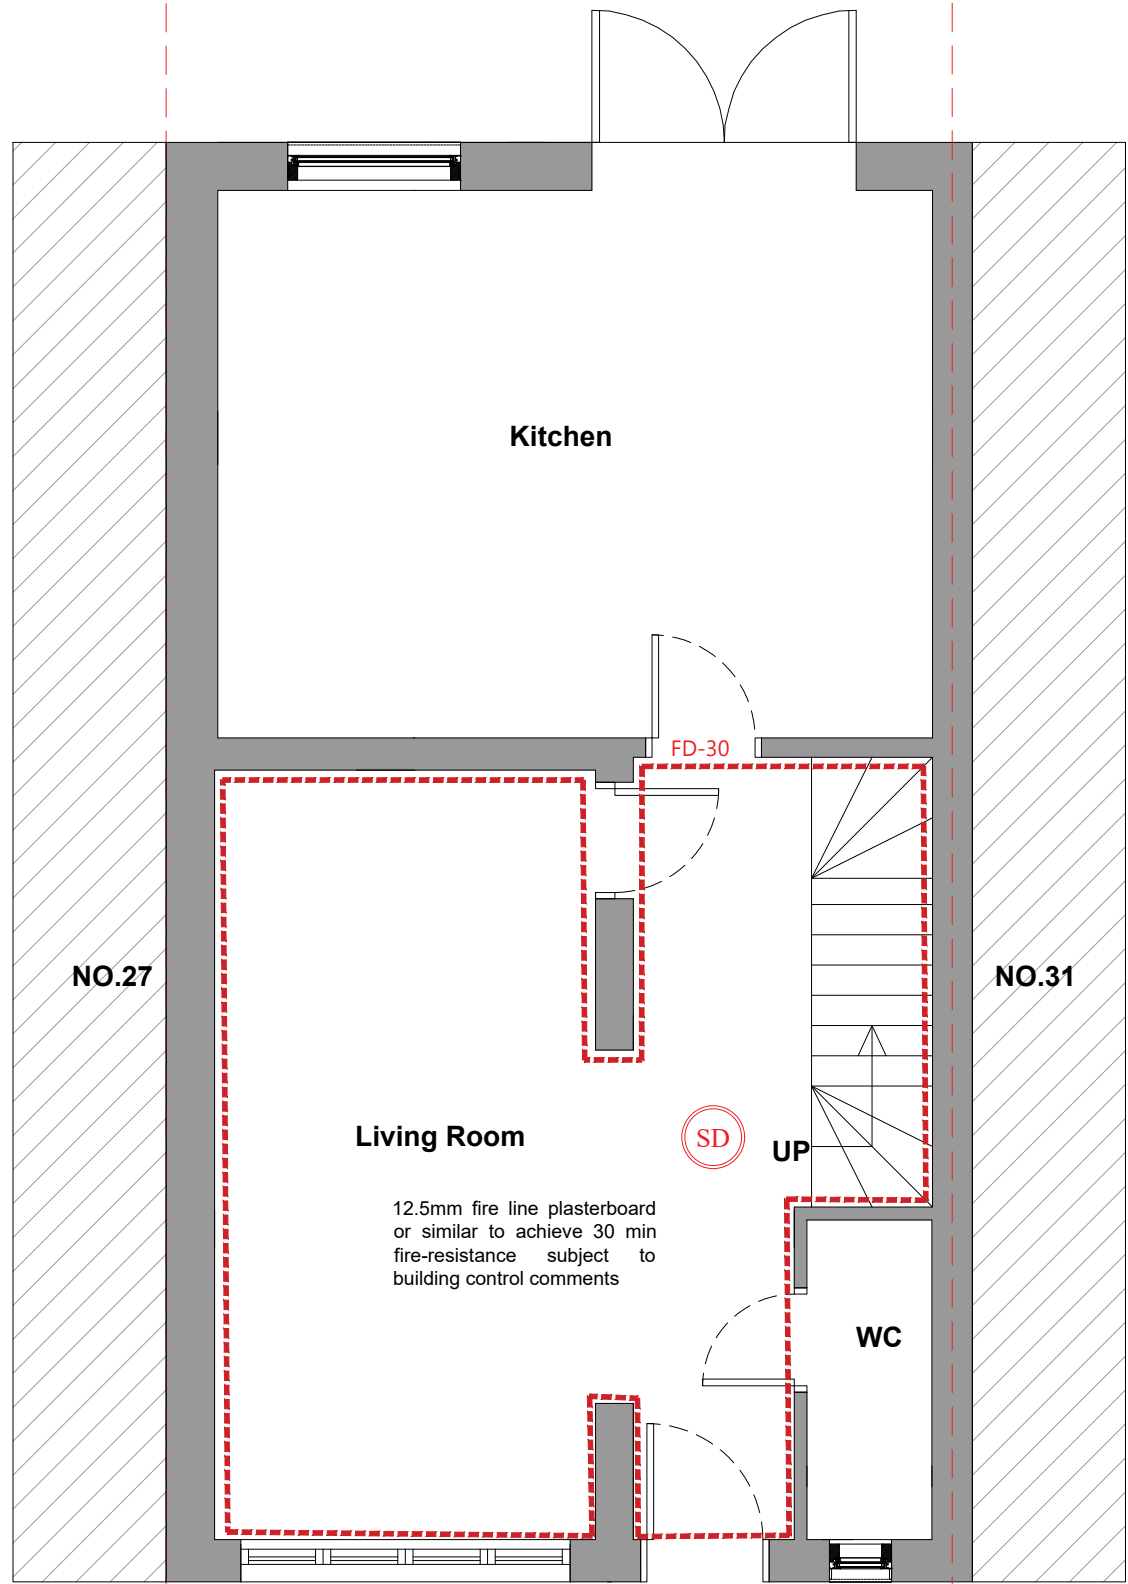 Kitchen
FD-30
NO.27
NO.31
Living Room
SD
UP
12.5mm fire line plasterboard
or similar to achieve 30 min
fire-resistance subject to
building control comments
WC